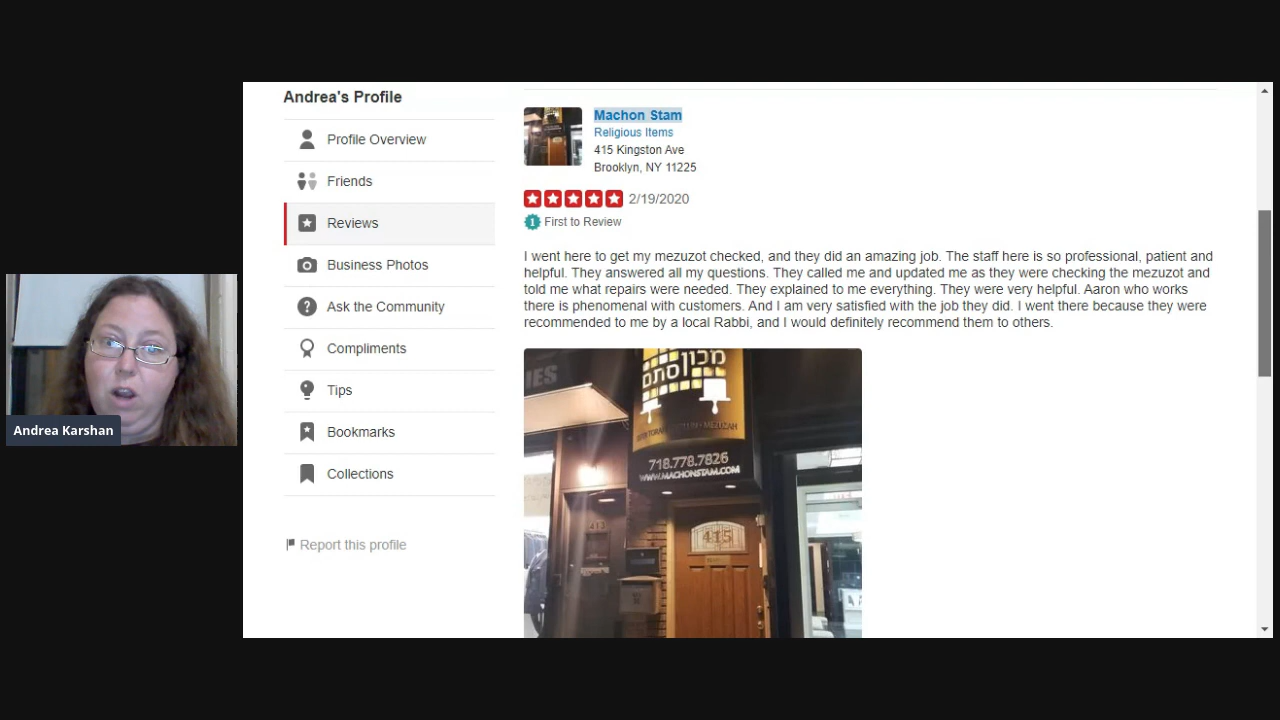 Andrea's Profile
Profile Overview
Friends
Reviews
Business Photos
Ask the Community
Compliments
Tips
Bookmarks
Collections
Report this profile
Machon Stam
Religious Items
415 Kingston Ave
Brooklyn, NY 11225
2/19/2020
1 First to Review
I went here to get my mezuzot checked, and they did an amazing job. The staff here is so professional, patient and
helpful. They answered all my questions. They called me and updated me as they were checking the mezuzot and
told me what repairs were needed. They explained to me everything. They were very helpful. Aaron who works
there is phenomenal with customers. And I am very satisfied with the job they did. I went there because they were
recommended to me by a local Rabbi, and I would definitely recommend them to others.
IES
מכון
סתם
718.778.7826
WWW.MACHONSTAM.COM
413
415
Andrea Karshan